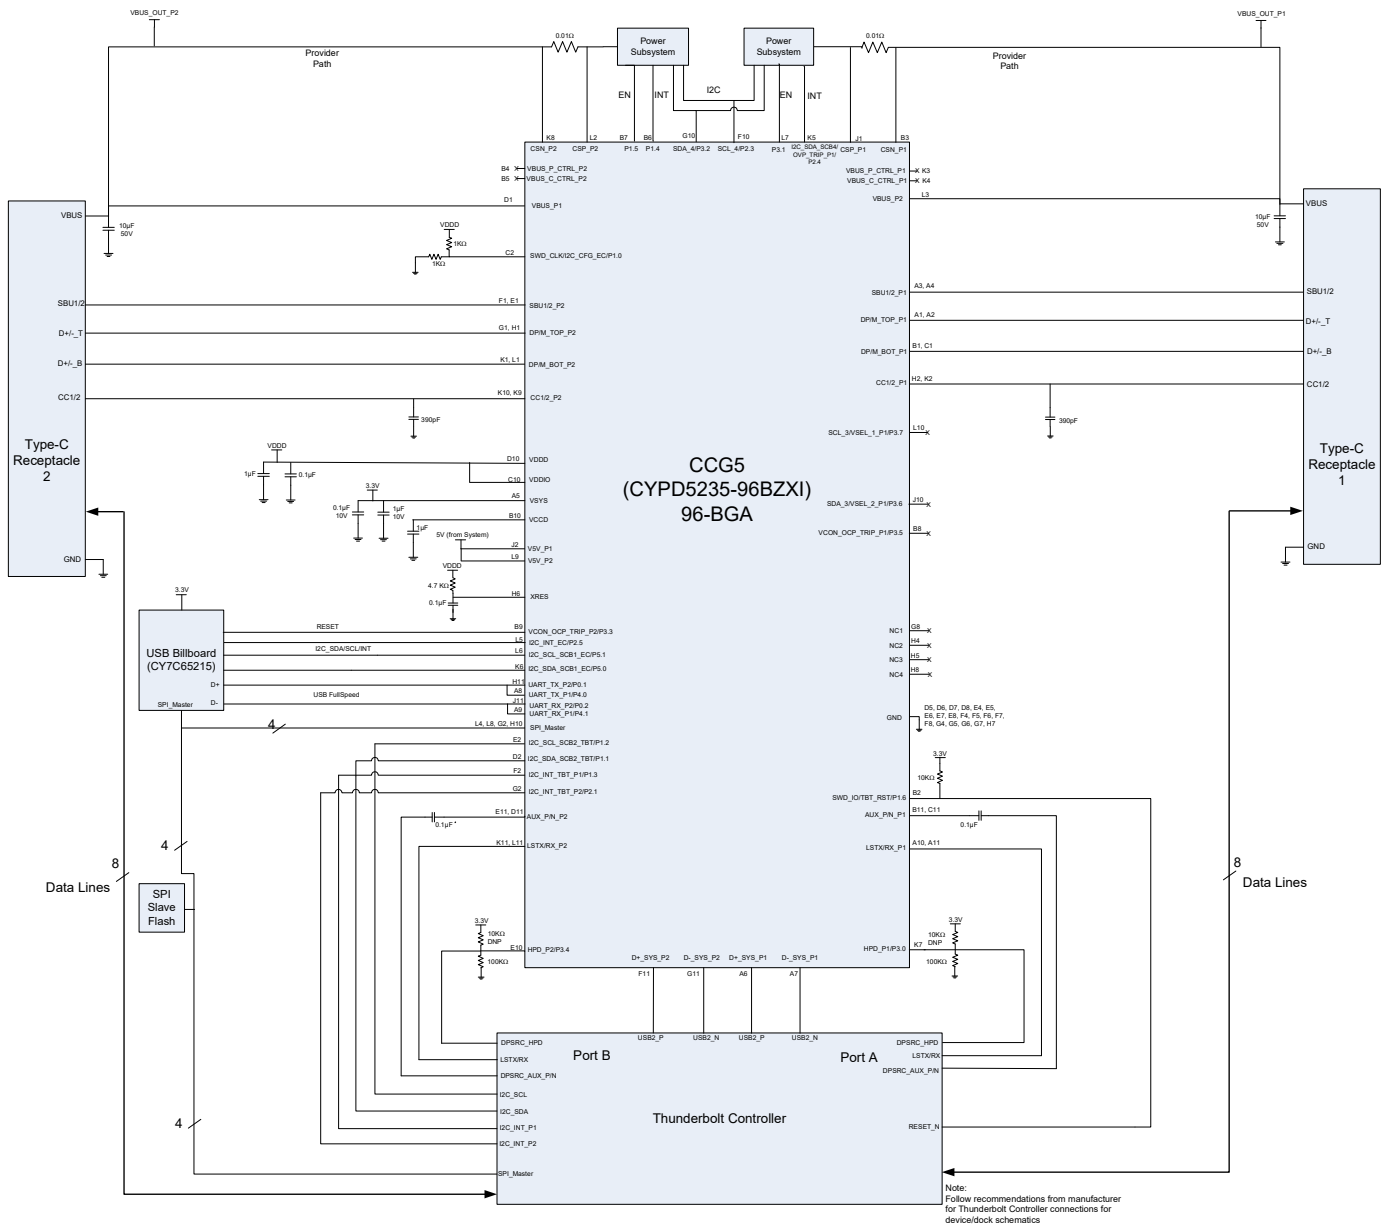 VBUS_OUT_P2
VBUS_OUT_P1
0.01Ω
Power
Subsystem
Power
Subsystem
0.01Ω
Provider
Path
Provider
Path
EN
INT
I2C
EN
INT
K8
L2
B7
B6
G10
F10
L7
K5
J1
B3
CSN_P2
CSP_P2
P1.5
P1.4
SDA_4/P3.2
SCL_4/P2.3
P3.1
I2C_SDA_SCB4/
OVP_TRIP_P1/
P2.4
CSP_P1
CSN_P1
B4
VBUS_P_CTRL_P2
B5
VBUS_C_CTRL_P2
VBUS_P_CTRL_P1
K3
VBUS_C_CTRL_P1
K4
D1
VBUS_P1
VBUS_P2
L3
VBUS
10µF
50V
VBUS
10µF
50V
VDDD
1KΩ
1KΩ
C2
SWD_CLK/I2C_CFG_EC/P1.0
SBU1/2
F1, E1
SBU1/2_P2
SBU1/2_P1
A3, A4
SBU1/2
D+/-_T
G1, H1
DP/M_TOP_P2
DP/M_TOP_P1
A1, A2
D+/-_T
D+/-_B
K1, L1
DP/M_BOT_P2
DP/M_BOT_P1
B1, C1
D+/-_B
CC1/2
K10, K9
CC1/2_P2
CC1/2_P1
H2, K2
CC1/2
390pF
390pF
Type-C
Receptacle
2
Type-C
Receptacle
1
SCL_3/VSEL_1_P1/P3.7
L10
CCG5
(CYPD5235-96BZXI)
96-BGA
VDDD
1µF
0.1µF
D10
VDDD
C10
VDDIO
3.3V
0.1µF
10V
1µF
10V
A5
VSYS
SDA_3/VSEL_2_P1/P3.6
J10
B10
VCCD
1µF
VCON_OCP_TRIP_P1/P3.5
B8
5V (from System)
J2
V5V_P1
L9
V5V_P2
GND
GND
VDDD
4.7 KΩ
0.1µF
H6
XRES
3.3V
USB Billboard
(CY7C65215)
D+
D-
SPI_Master
RESET
B9
VCON_OCP_TRIP_P2/P3.3
L5
I2C_INT_EC/P2.5
I2C_SDA/SCL/INT
L6
I2C_SCL_SCB1_EC/P5.1
K6
I2C_SDA_SCB1_EC/P5.0
H11
UART_TX_P2/P0.1
A8
UART_TX_P1/P4.0
USB FullSpeed
J11
UART_RX_P2/P0.2
A9
UART_RX_P1/P4.1
4
L4, L8, G2, H10
SPI_Master
NC1
G8
NC2
H4
NC3
H5
NC4
H8
GND
D5, D6, D7, D8, E4, E5,
E6, E7, E8, F4, F5, F6, F7,
F8, G4, G5, G6, G7, H7
E2
I2C_SCL_SCB2_TBT/P1.2
D2
I2C_SDA_SCB2_TBT/P1.1
F2
I2C_INT_TBT_P1/P1.3
G2
I2C_INT_TBT_P2/P2.1
3.3V
10KΩ
SWD_IO/TBT_RST/P1.6
B2
E11, D11
AUX_P/N_P2
0.1µF
AUX_P/N_P1
B11, C11
0.1µF
K11, L11
LSTX/RX_P2
LSTX/RX_P1
A10, A11
4
8
Data Lines
8
Data Lines
SPI
Slave
Flash
3.3V
10KΩ
DNP
100KΩ
E10
HPD_P2/P3.4
HPD_P1/P3.0
K7
3.3V
10KΩ
DNP
100KΩ
D+_SYS_P2
D-_SYS_P2
D+_SYS_P1
D-_SYS_P1
F11
G11
A6
A7
USB2_P
USB2_N
USB2_P
USB2_N
Port B
Port A
DPSRC_HPD
LSTX/RX
DPSRC_AUX_P/N
I2C_SCL
I2C_SDA
I2C_INT_P1
I2C_INT_P2
SPI_Master
DPSRC_HPD
LSTX/RX
DPSRC_AUX_P/N
RESET_N
Thunderbolt Controller
4
Note:
Follow recommendations from manufacturer
for Thunderbolt Controller connections for
device/dock schematics